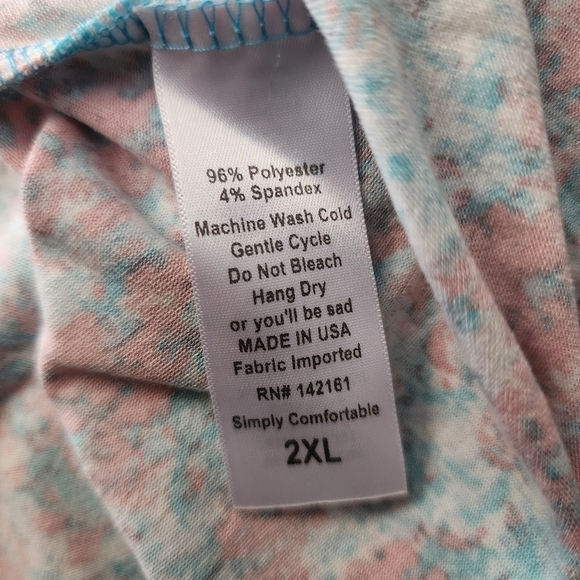 96% Polyester
4% Spandex
Machine Wash Cold
Gentle Cycle
Do Not Bleach
Hang Dry
or you'll be sad
MADE IN USA
Fabric Imported
RN# 142161
Simply Comfortable
2XL